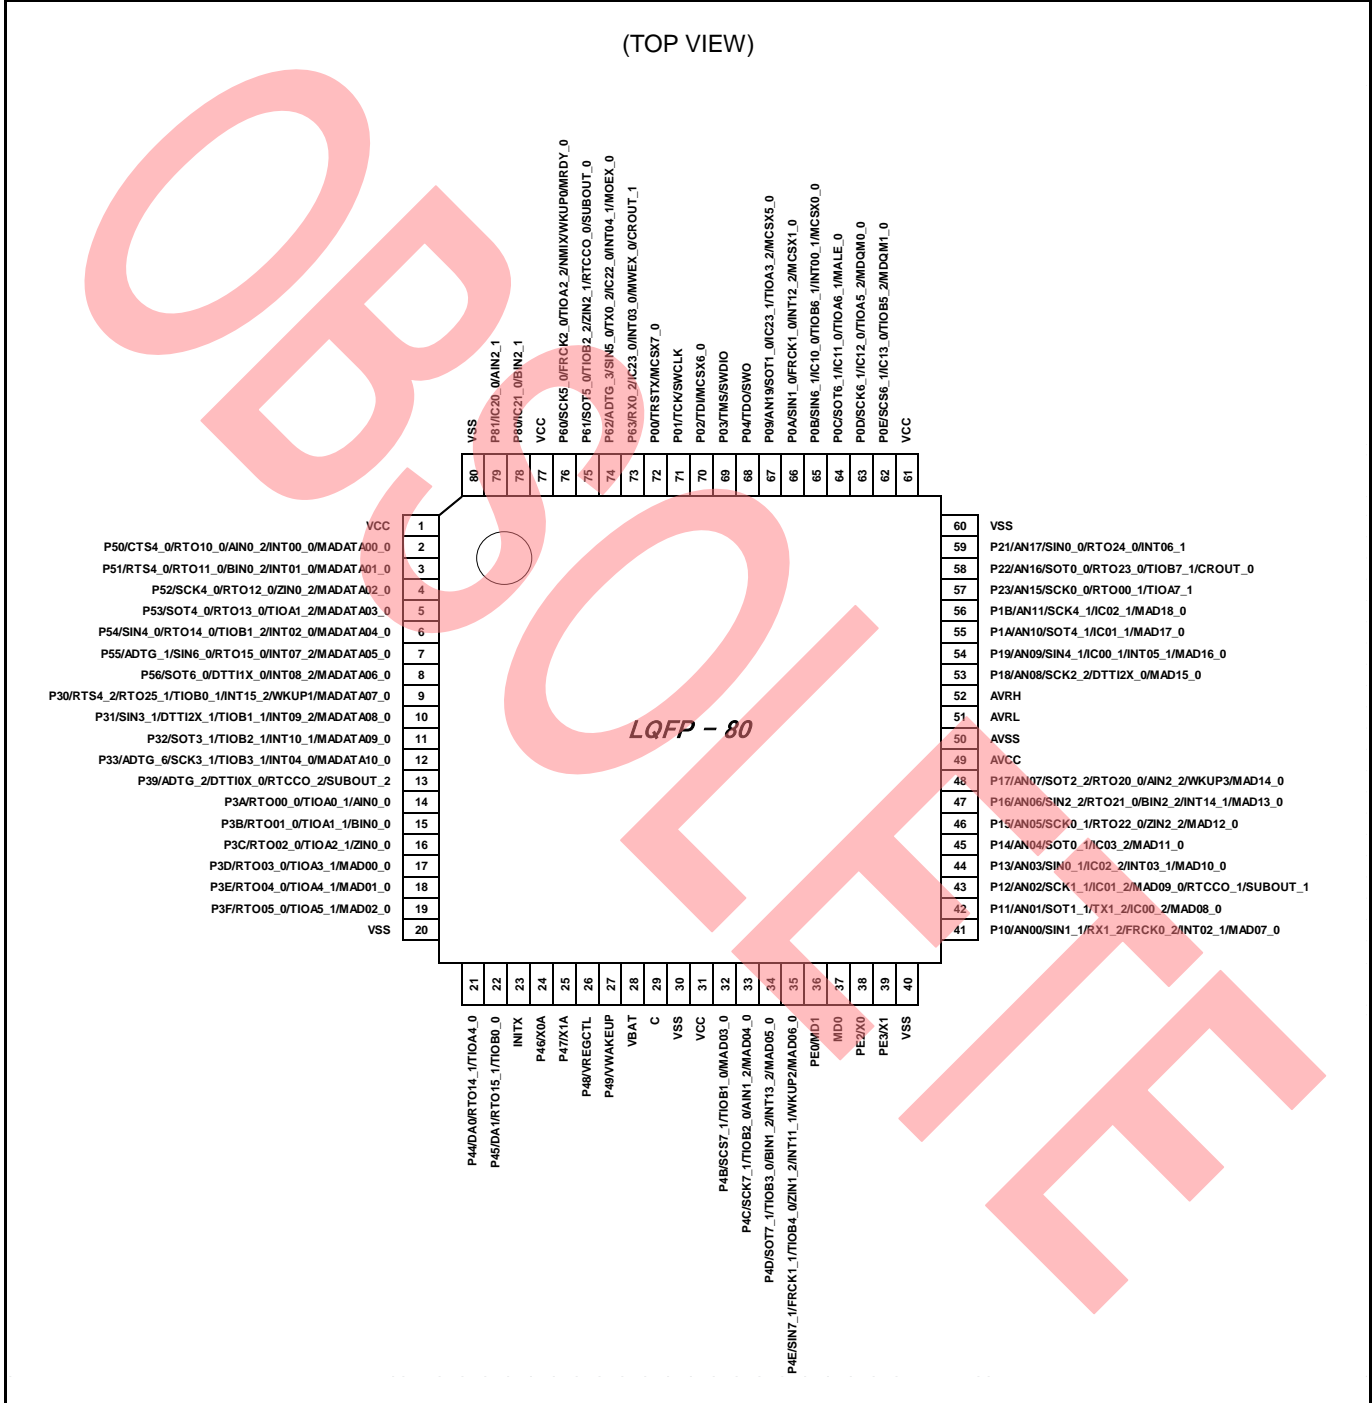 (TOP VIEW)
OBSOLETE
VSS
P81/IC20_0/AIN2_1
P80/IC21_0/BIN2_1
VCC
P60/SCK5_0/FRCK2_0/TIOA2_2/NMIX/WKUP0/MRDY_0
P61/SOT5_0/TIOB2_2/ZIN2_1/RTCCO_0/SUBOUT_0
P62/ADTG_3/SIN5_0/TX0_2/IC22_0/INT04_1/MOEX_0
P63/RX0_2/IC23_0/INT03_0/MWEX_0/CROUT_1
P00/TRSTX/MCSX7_0
P01/TCK/SWCLK
P02/TDI/MCSX6_0
P03/TMS/SWDIO
P04/TDO/SWO
P09/AN19/SOT1_0/IC23_1/TIOA3_2/MCSX5_0
P0A/SIN1_0/FRCK1_0/INT12_2/MCSX1_0
P0B/SIN6_1/IC10_0/TIOB6_1/INT00_1/MCSX0_0
P0C/SOT6_1/IC11_0/TIOA6_1/MALE_0
P0D/SCK6_1/IC12_0/TIOA5_2/MDQM0_0
P0E/SCS6_1/IC13_0/TIOB5_2/MDQM1_0
VCC
80 79 78 77 76 75 74 73 72 71 70 69 68 67 66 65 64 63 62 61
VCC 1
P50/CTS4_0/RTO10_0/AIN0_2/INT00_0/MADATA00_0 2
P51/RTS4_0/RTO11_0/BIN0_2/INT01_0/MADATA01_0 3
P52/SCK4_0/RTO12_0/ZIN0_2/MADATA02_0 4
P53/SOT4_0/RTO13_0/TIOA1_2/MADATA03_0 5
P54/SIN4_0/RTO14_0/TIOB1_2/INT02_0/MADATA04_0 6
P55/ADTG_1/SIN6_0/RTO15_0/INT07_2/MADATA05_0 7
P56/SOT6_0/DTTI1X_0/INT08_2/MADATA06_0 8
P30/RTS4_2/RTO25_1/TIOB0_1/INT15_2/WKUP1/MADATA07_0 9
P31/SIN3_1/DTTI2X_1/TIOB1_1/INT09_2/MADATA08_0 10
P32/SOT3_1/TIOB2_1/INT10_1/MADATA09_0 11
P33/ADTG_6/SCK3_1/TIOB3_1/INT04_0/MADATA10_0 12
P39/ADTG_2/DTTI0X_0/RTCCO_2/SUBOUT_2 13
P3A/RTO00_0/TIOA0_1/AIN0_0 14
P3B/RTO01_0/TIOA1_1/BIN0_0 15
P3C/RTO02_0/TIOA2_1/ZIN0_0 16
P3D/RTO03_0/TIOA3_1/MAD00_0 17
P3E/RTO04_0/TIOA4_1/MAD01_0 18
P3F/RTO05_0/TIOA5_1/MAD02_0 19
VSS 20
LQFP - 80
60 VSS
59 P21/AN17/SIN0_0/RTO24_0/INT06_1
58 P22/AN16/SOT0_0/RTO23_0/TIOB7_1/CROUT_0
57 P23/AN15/SCK0_0/RTO00_1/TIOA7_1
56 P1B/AN11/SCK4_1/IC02_1/MAD18_0
55 P1A/AN10/SOT4_1/IC01_1/MAD17_0
54 P19/AN09/SIN4_1/IC00_1/INT05_1/MAD16_0
53 P18/AN08/SCK2_2/DTTI2X_0/MAD15_0
52 AVRH
51 AVRL
50 AVSS
49 AVCC
48 P17/AN07/SOT2_2/RTO20_0/AIN2_2/WKUP3/MAD14_0
47 P16/AN06/SIN2_2/RTO21_0/BIN2_2/INT14_1/MAD13_0
46 P15/AN05/SCK0_1/RTO22_0/ZIN2_2/MAD12_0
45 P14/AN04/SOT0_1/IC03_2/MAD11_0
44 P13/AN03/SIN0_1/IC02_2/INT03_1/MAD10_0
43 P12/AN02/SCK1_1/IC01_2/MAD09_0/RTCCO_1/SUBOUT_1
42 P11/AN01/SOT1_1/TX1_2/IC00_2/MAD08_0
41 P10/AN00/SIN1_1/RX1_2/FRCK0_2/INT02_1/MAD07_0
21 22 23 24 25 26 27 28 29 30 31 32 33 34 35 36 37 38 39 40
P44/DA0/RTO14_1/TIOA4_0
P45/DA1/RTO15_1/TIOB0_0
INITX
P46/X0A
P47/X1A
P48/VREGCTL
P49/VWAKEUP
VBAT
C
VSS
VCC
P4B/SCS7_1/TIOB1_0/MAD03_0
P4C/SCK7_1/TIOB2_0/AIN1_2/MAD04_0
P4D/SOT7_1/TIOB3_0/BIN1_2/INT13_2/MAD05_0
P4E/SIN7_1/FRCK1_1/TIOB4_0/ZIN1_2/INT11_1/WKUP2/MAD06_0
PE0/MD1
MD0
PE2/X0
PE3/X1
VSS